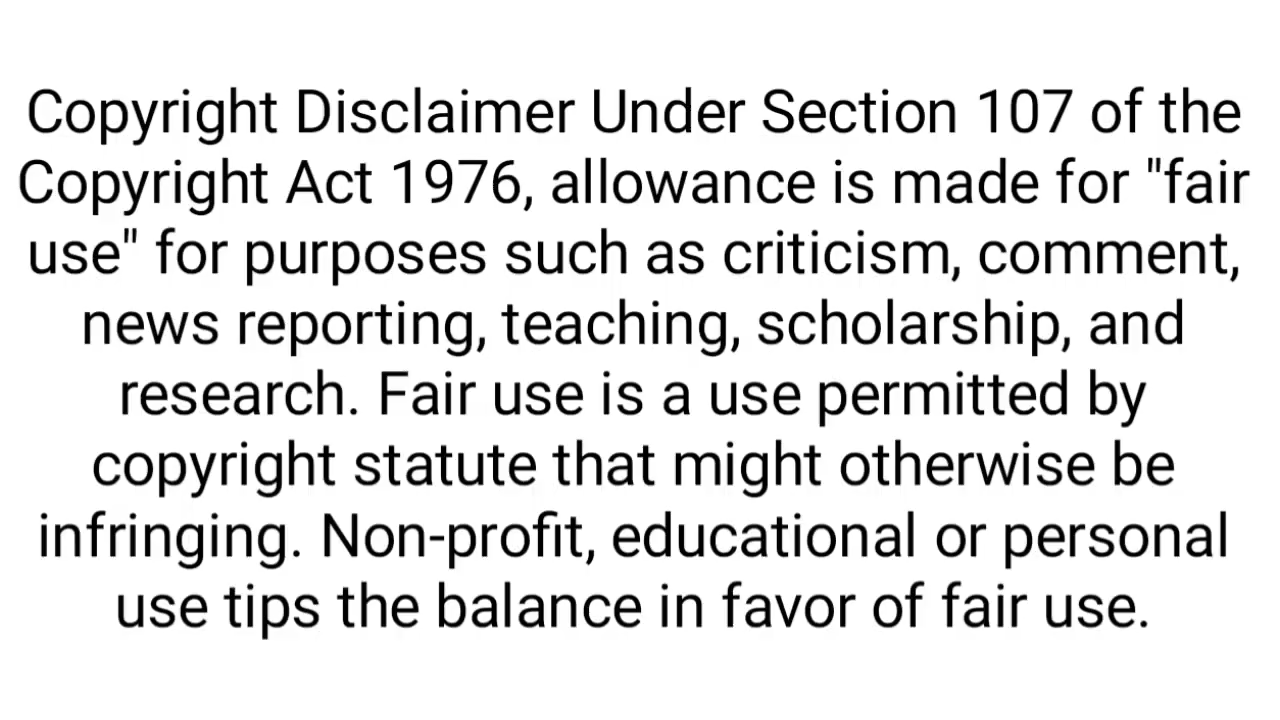 Copyright Disclaimer Under Section 107 of the
Copyright Act 1976, allowance is made for "fair
use" for purposes such as criticism, comment,
news reporting, teaching, scholarship, and
research. Fair use is a use permitted by
copyright statute that might otherwise be
infringing. Non-profit, educational or personal
use tips the balance in favor of fair use.